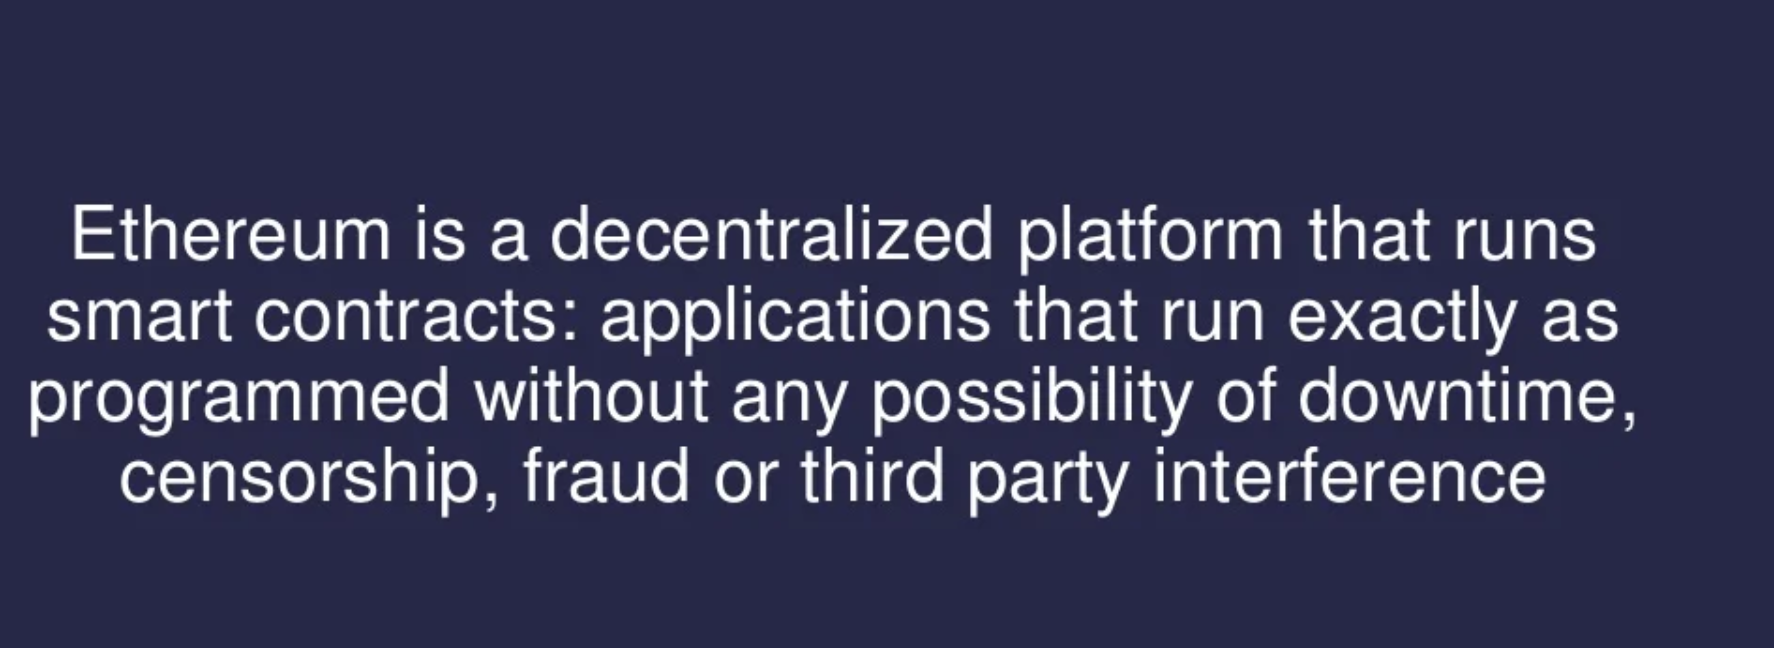 Ethereum is a decentralized platform that runs
smart contracts: applications that run exactly as
programmed without any possibility of downtime,
censorship, fraud or third party interference